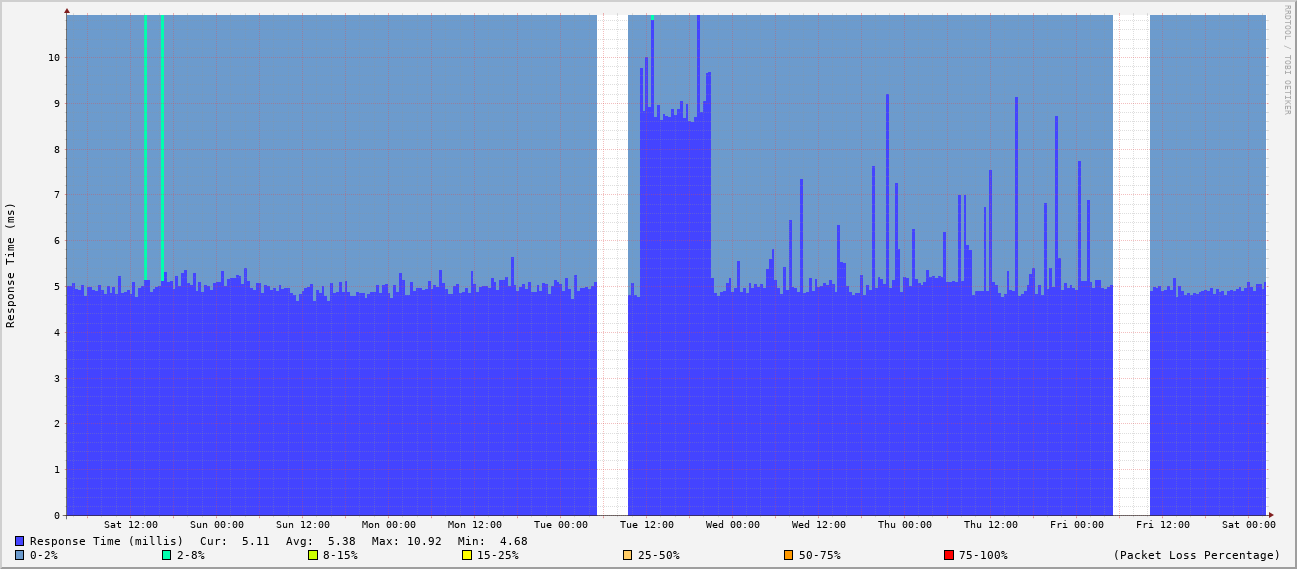 RRDTOOL / TOBI OETIKER
Response Time (ms)
10
9
8
7
6
5
4
3
2
1
0
Sat 12:00 Sun 00:00 Sun 12:00 Mon 00:00 Mon 12:00 Tue 00:00 Tue 12:00 Wed 00:00 Wed 12:00 Thu 00:00 Thu 12:00 Fri 00:00 Fri 12:00 Sat 00:00
Response Time (millis) Cur: 5.11 Avg: 5.38 Max: 10.92 Min: 4.68
0-2% 2-8% 8-15% 15-25% 25-50% 50-75% 75-100% (Packet Loss Percentage)